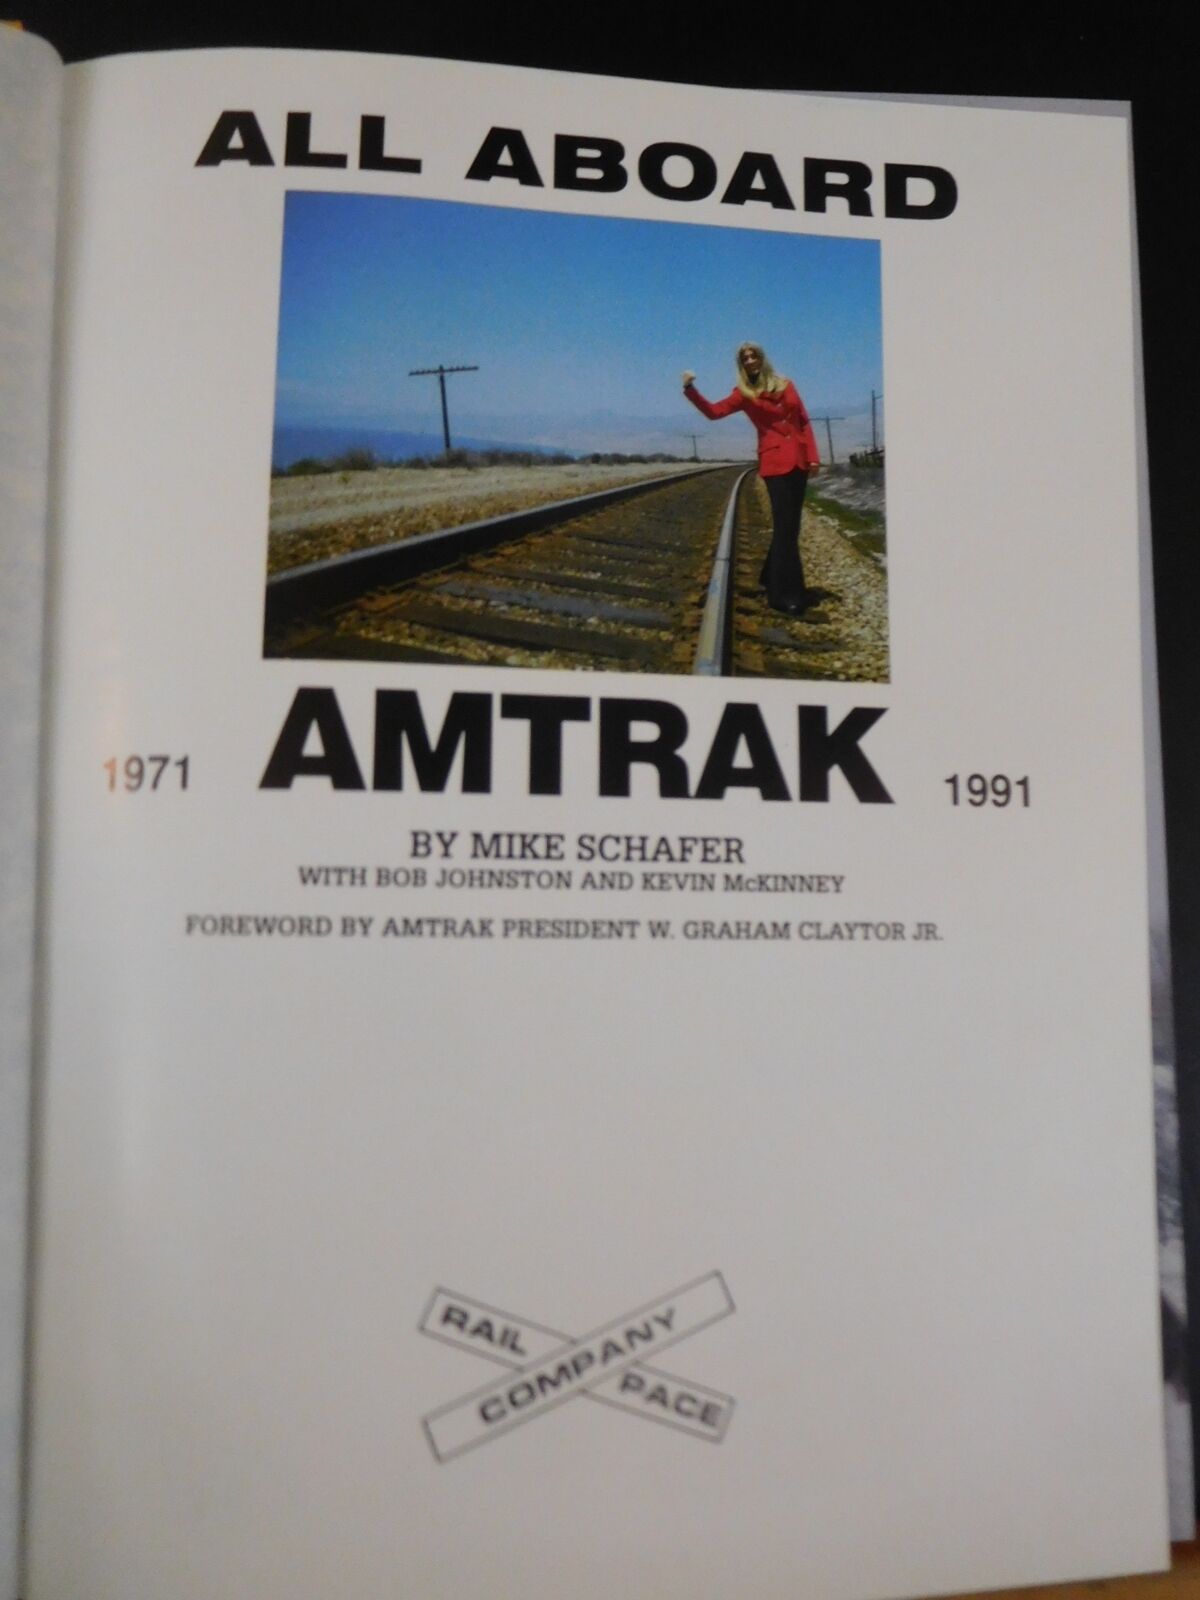 ALL ABOARD
AMTRAK
1971
1991
BY MIKE SCHAFER
WITH BOB JOHNSTON AND KEVIN McKINNEY
FOREWORD BY AMTRAK PRESIDENT W. GRAHAM CLAYTOR JR.
RAIL PACE
COMPANY